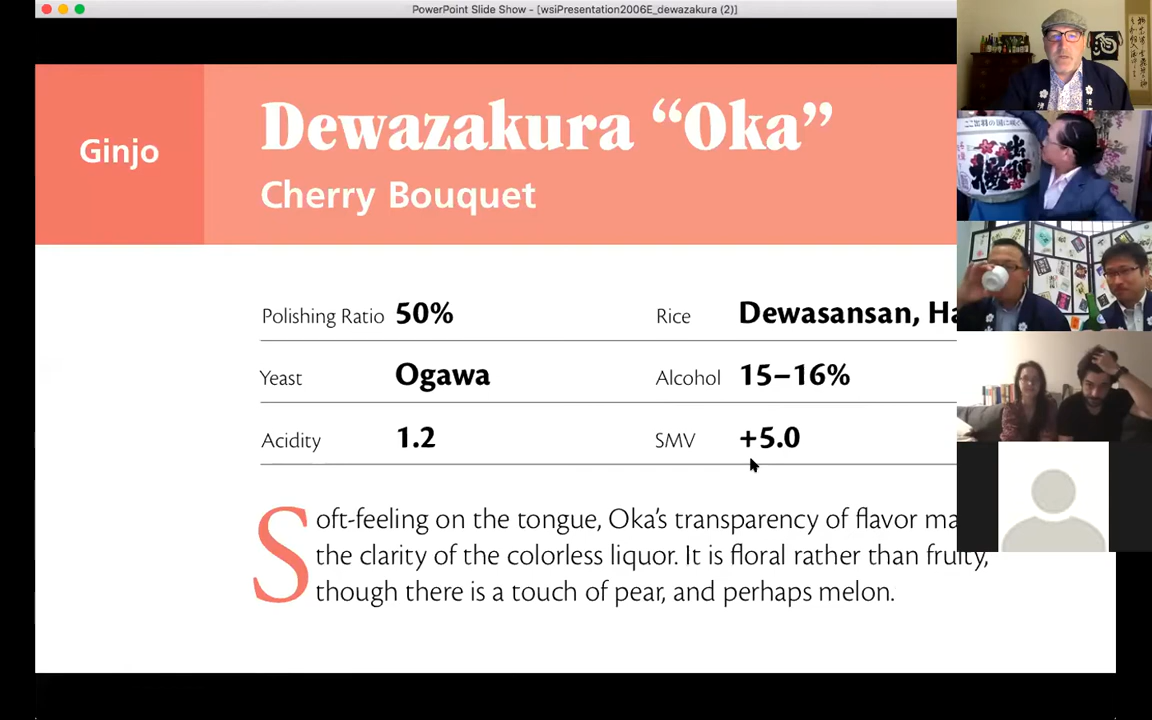 PowerPoint Slide Show - [wsiPresentation2006E_dewazakura (2)]
Ginjo
Dewazakura “Oka”
Cherry Bouquet
Polishing Ratio 50% Rice Dewasansan, Ha
Yeast Ogawa Alcohol 15–16%
Acidity 1.2 SMV +5.0
Soft-feeling on the tongue, Oka’s transparency of flavor ma
the clarity of the colorless liquor. It is floral rather than fruity,
though there is a touch of pear, and perhaps melon.